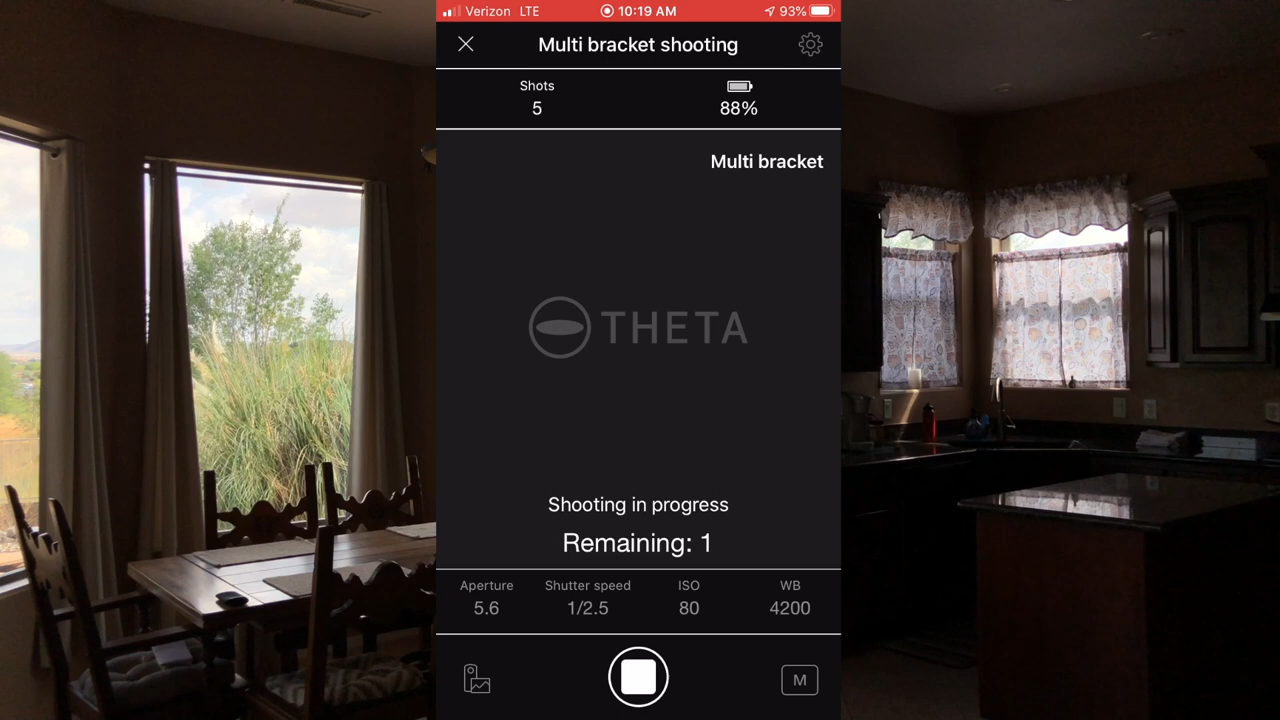 Verizon LTE 10:19 AM 93%
Multi bracket shooting
Shots
5 88%
Multi bracket
THETA
Shooting in progress
Remaining: 1
Aperture Shutter speed ISO WB
5.6 1/2.5 80 4200
M